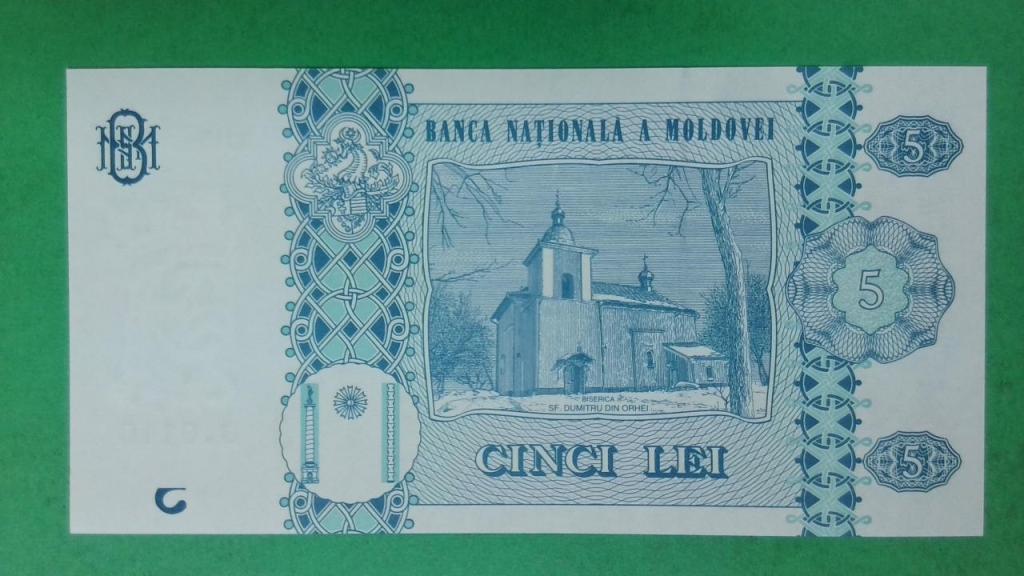 BANCA NAȚIONALĂ A MOLDOVEI
5
5
BISERICA
SF. DUMITRU DIN ORHEI
CINCI LEI
5